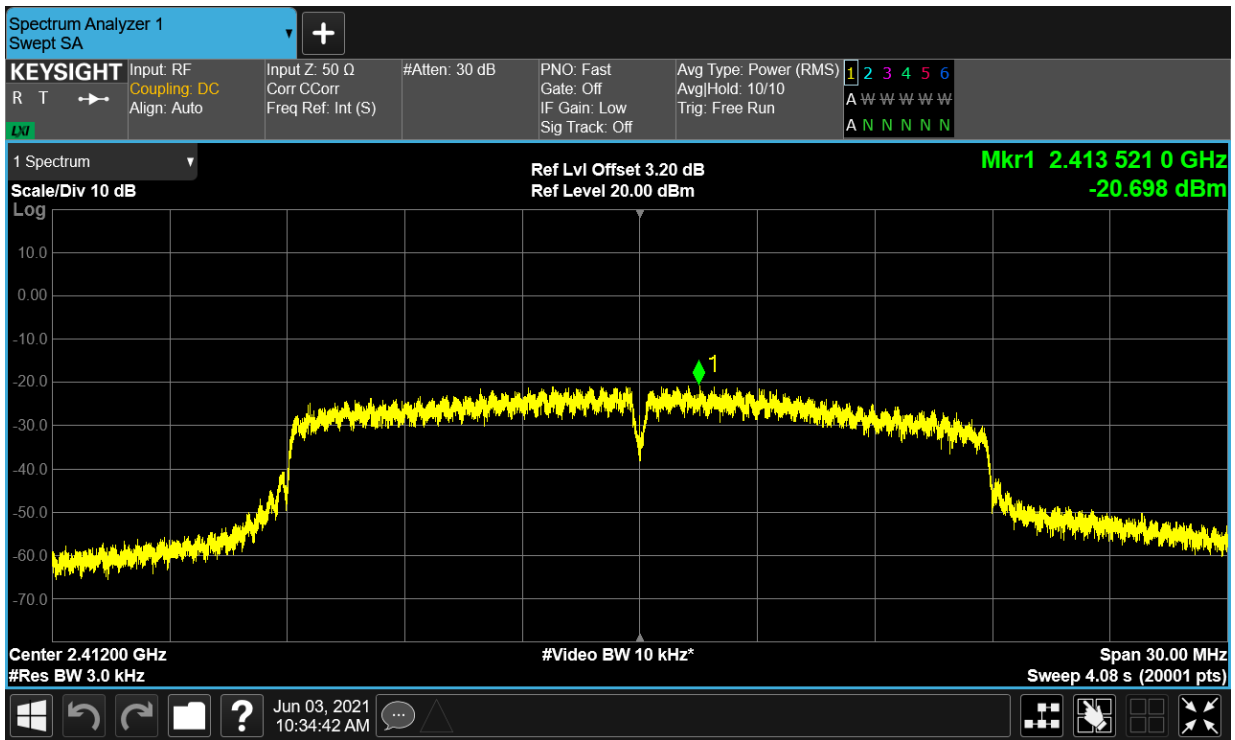 Spectrum Analyzer 1
Swept SA
KEYSIGHT
R T
LXI
Input: RF
Coupling: DC
Align: Auto
Input Z: 50 Ω
Corr CCorr
Freq Ref: Int (S)
#Atten: 30 dB
PNO: Fast
Gate: Off
IF Gain: Low
Sig Track: Off
Avg Type: Power (RMS)
Avg|Hold: 10/10
Trig: Free Run
1 2 3 4 5 6
A W W W W W
A N N N N N
1 Spectrum
Scale/Div 10 dB
Log
Ref Lvl Offset 3.20 dB
Ref Level 20.00 dBm
Mkr1 2.413 521 0 GHz
-20.698 dBm
10.0
0.00
-10.0
-20.0
-30.0
-40.0
-50.0
-60.0
-70.0
1
Center 2.41200 GHz
#Res BW 3.0 kHz
#Video BW 10 kHz*
Span 30.00 MHz
Sweep 4.08 s (20001 pts)
?
Jun 03, 2021
10:34:42 AM